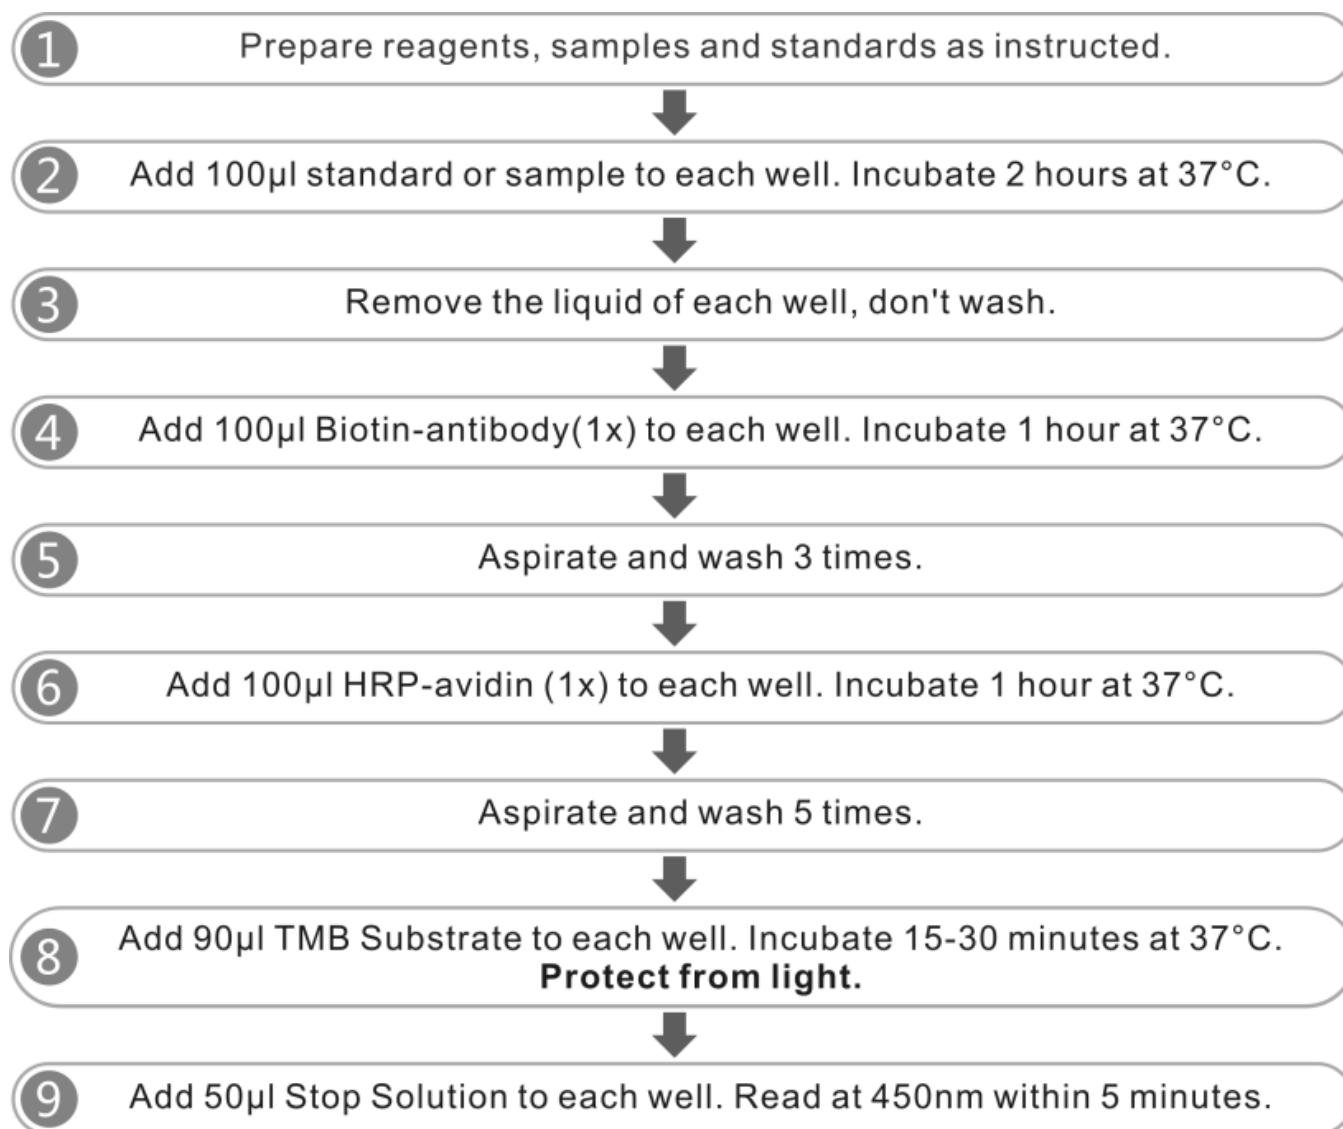 1 Prepare reagents, samples and standards as instructed.
2 Add 100µl standard or sample to each well. Incubate 2 hours at 37°C.
3 Remove the liquid of each well, don't wash.
4 Add 100µl Biotin-antibody(1x) to each well. Incubate 1 hour at 37°C.
5 Aspirate and wash 3 times.
6 Add 100µl HRP-avidin (1x) to each well. Incubate 1 hour at 37°C.
7 Aspirate and wash 5 times.
8 Add 90µl TMB Substrate to each well. Incubate 15-30 minutes at 37°C.
Protect from light.
9 Add 50µl Stop Solution to each well. Read at 450nm within 5 minutes.